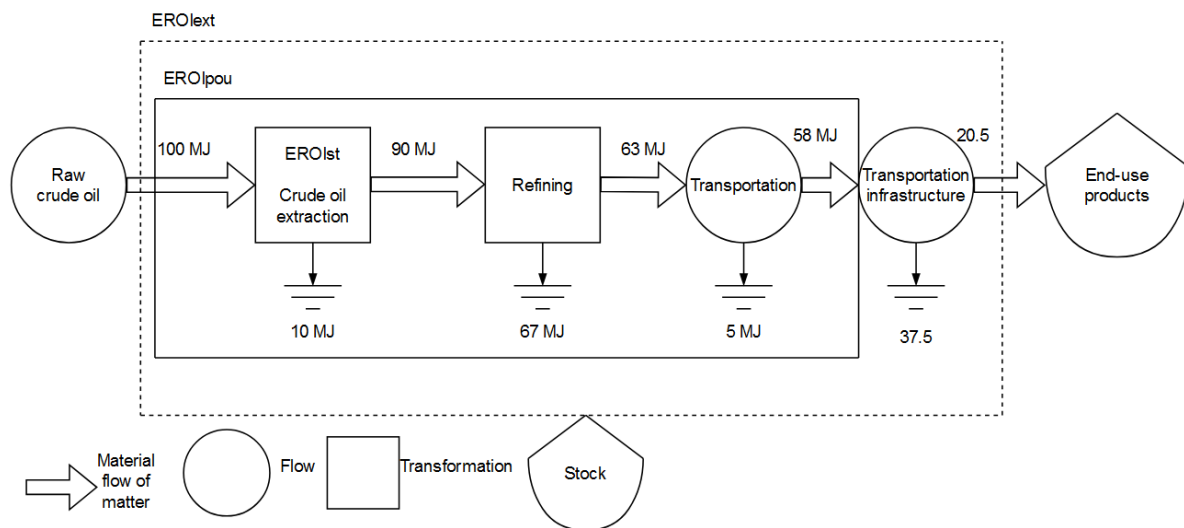 EROIext
EROIpou
Raw
crude oil
100 MJ
EROIst
Crude oil
extraction
90 MJ
Refining
63 MJ
Transportation
58 MJ
Transportation
infrastructure
20.5
End-use
products
10 MJ
67 MJ
5 MJ
37.5
Material
flow of
matter
Flow
Transformation
Stock